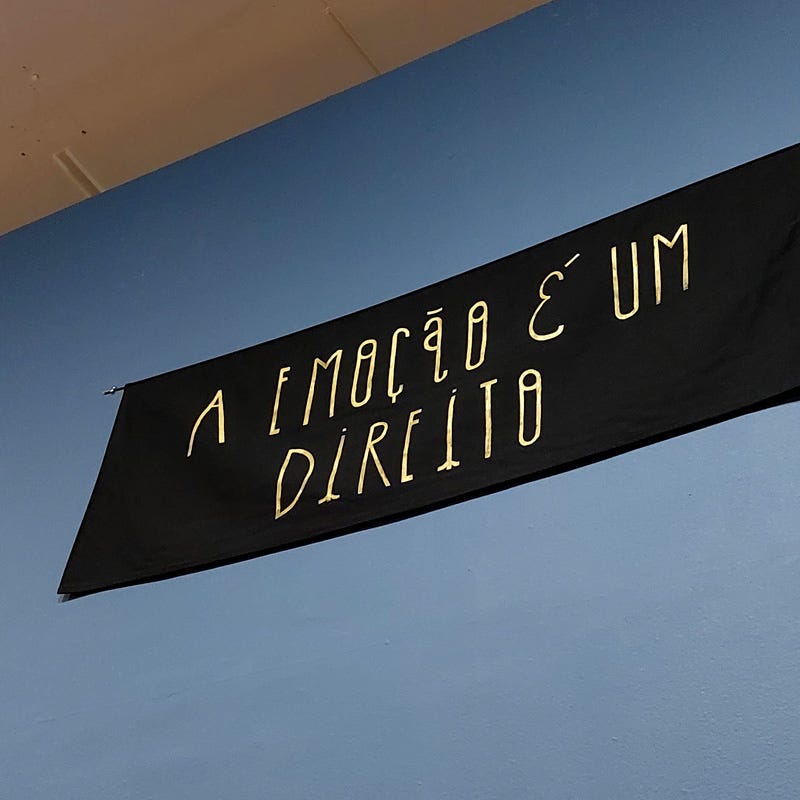 A EMOÇÃO É UM
DIREITO